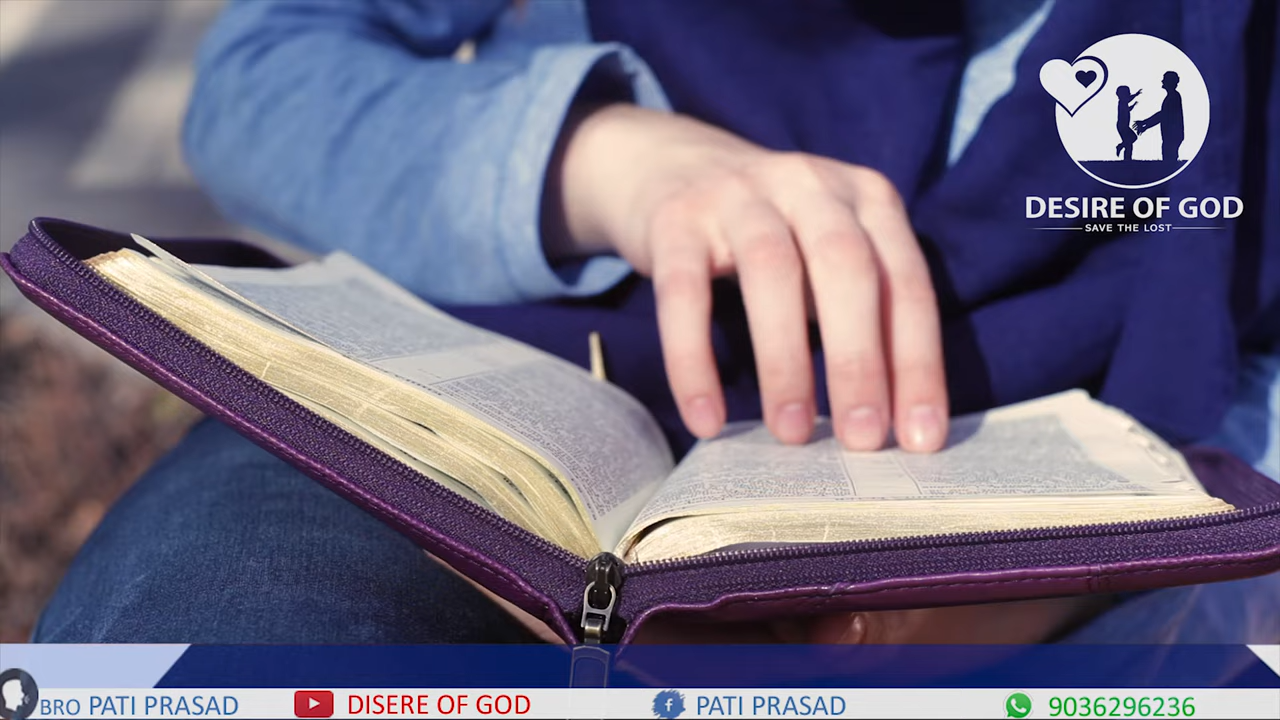 DESIRE OF GOD
SAVE THE LOST
BRO PATI PRASAD
DISERE OF GOD
PATI PRASAD
9036296236